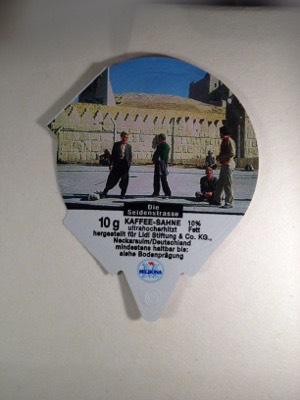 Die
Seidenstrasse
10 g KAFFEE-SAHNE 10%
ultrahocherhitzt Fett
hergestellt für Lidl Stiftung & Co. KG.,
Neckarsulm/Deutschland
mindestens haltbar bis:
siehe Bodenprägung
MILBONA